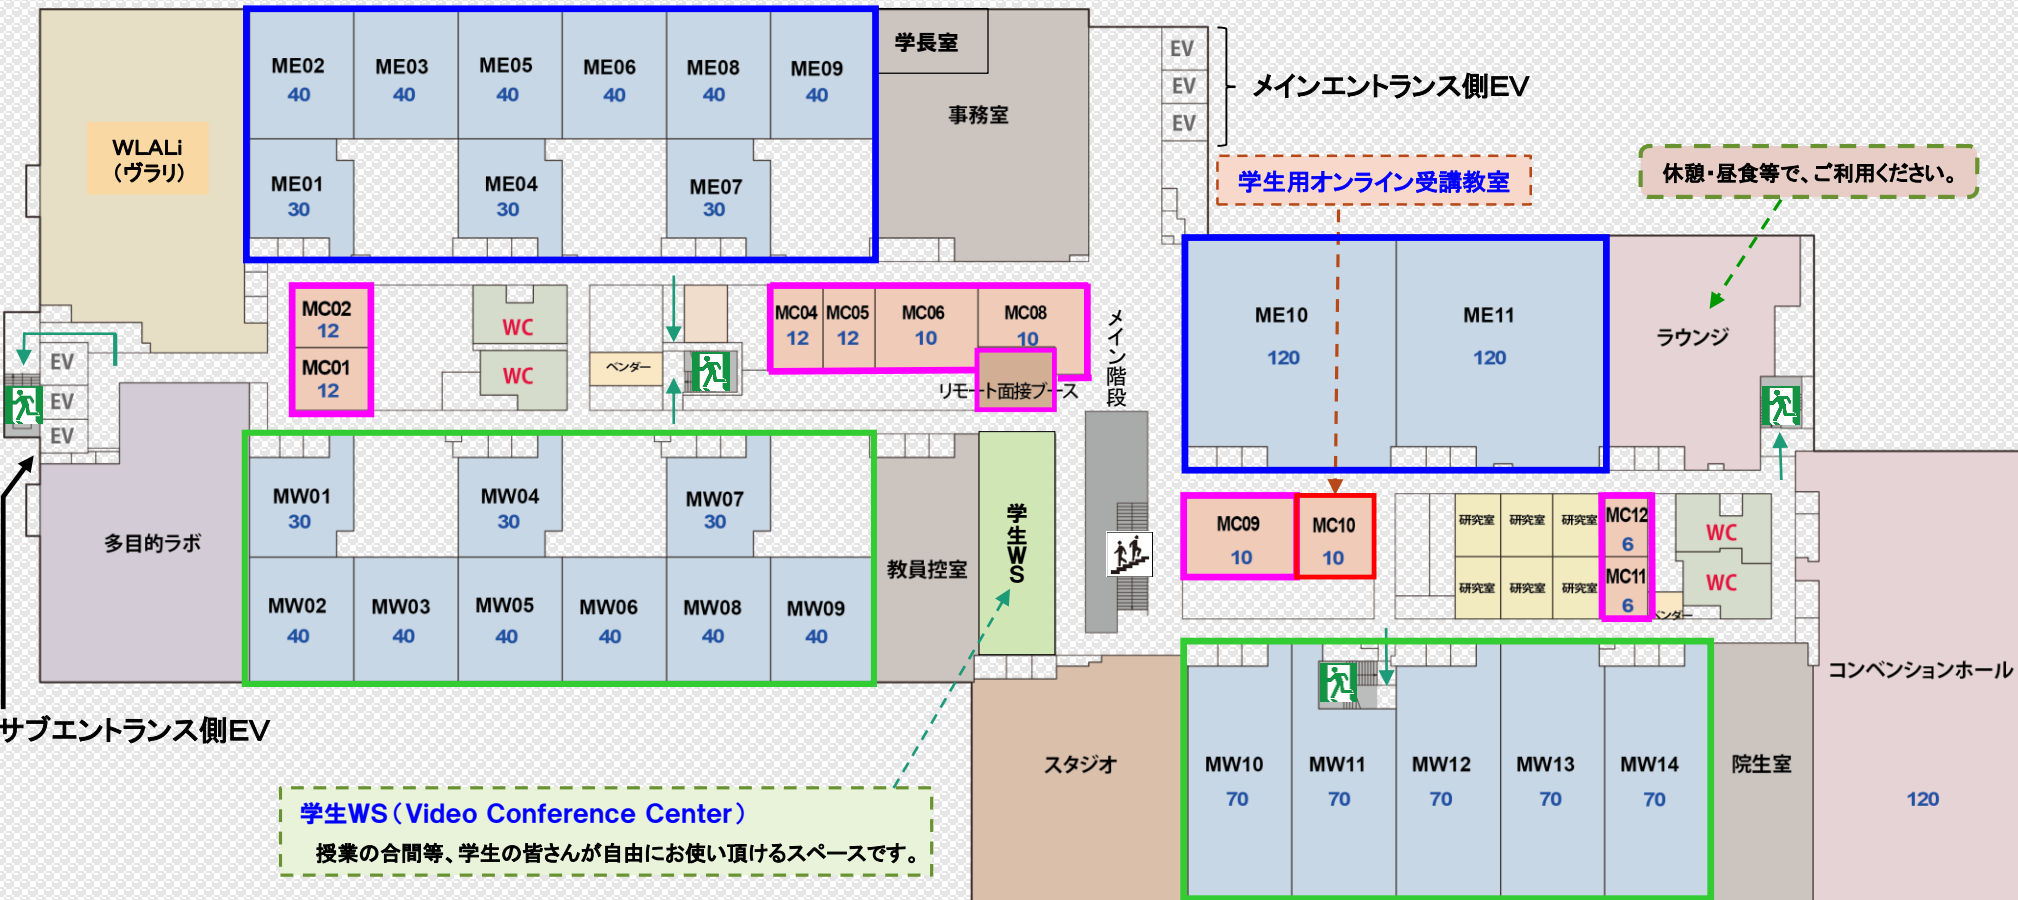 ME02
40
ME03
40
ME05
40
ME06
40
ME08
40
ME09
40
学長室
事務室
EV
EV
EV
メインエントランス側EV
WLALi
（ヴラリ）
ME01
30
ME04
30
ME07
30
学生用オンライン受講教室
休憩・昼食等で、ご利用ください。
MC02
12
MC01
12
WC
WC
ベンダー
MC04
12
MC05
12
MC06
10
MC08
10
リモート面接ブース
メイン階段
ME10
120
ME11
120
ラウンジ
EV
EV
EV
多目的ラボ
MW01
30
MW04
30
MW07
30
MW02
40
MW03
40
MW05
40
MW06
40
MW08
40
MW09
40
教員控室
学生WS
MC09
10
MC10
10
研究室
研究室
研究室
研究室
研究室
研究室
MC12
6
MC11
6
WC
WC
ベンダー
コンベンションホール
120
サブエントランス側EV
スタジオ
MW10
70
MW11
70
MW12
70
MW13
70
MW14
70
院生室
学生WS（Video Conference Center）
授業の合間等、学生の皆さんが自由にお使い頂けるスペースです。